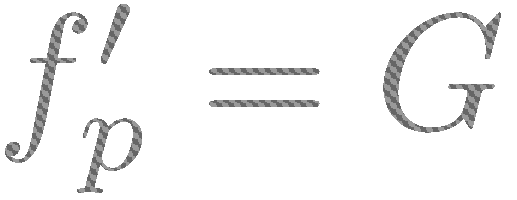 f'_p = G